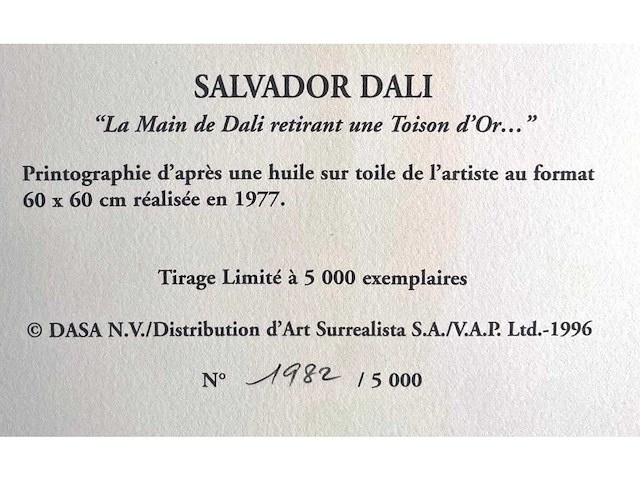 SALVADOR DALI
“La Main de Dali retirant une Toison d’Or...”
Printographie d’après une huile sur toile de l’artiste au format
60 x 60 cm réalisée en 1977.
Tirage Limité à 5 000 exemplaires
© DASA N.V./Distribution d’Art Surrealista S.A./V.A.P. Ltd.-1996
N° 1982 / 5 000